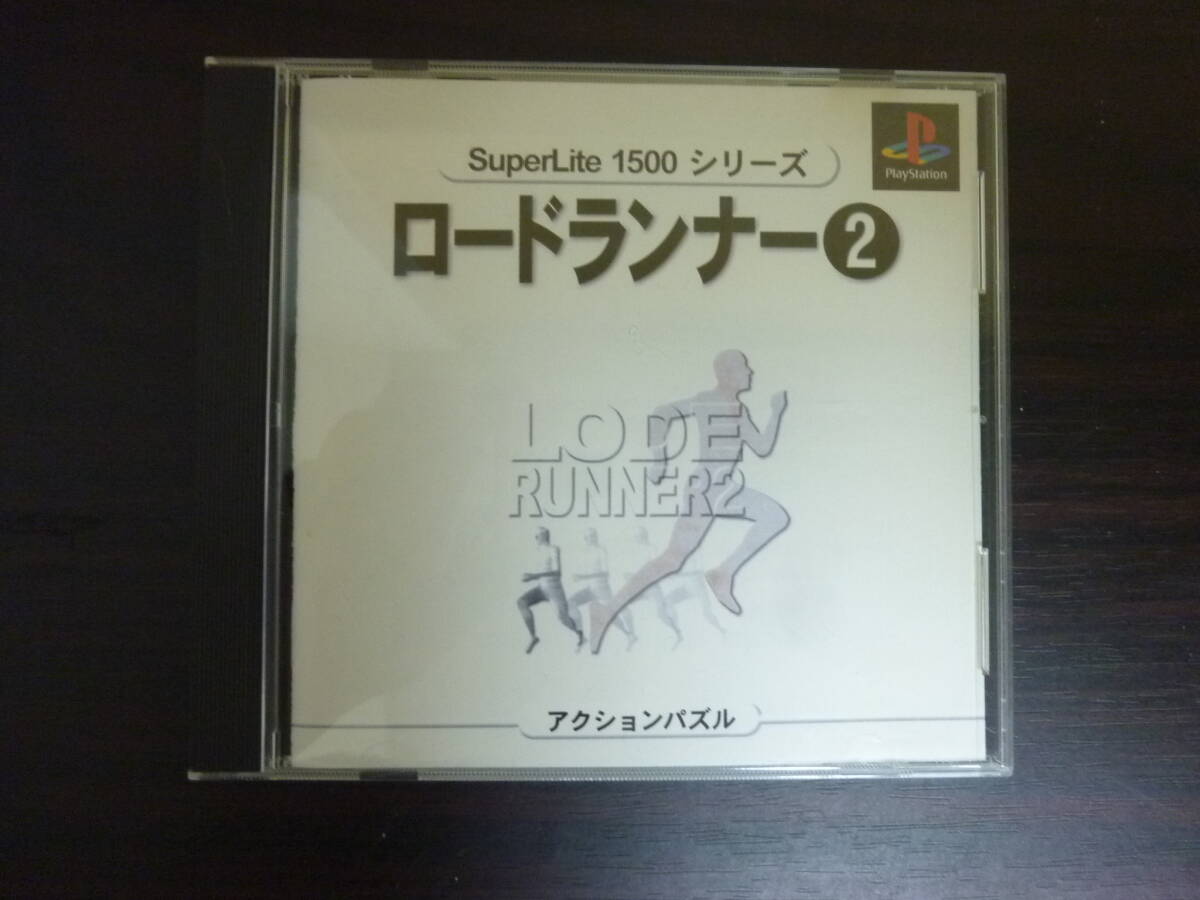 PlayStation
SuperLite 1500 シリーズ
ロードランナー2
LODE
RUNNER2
アクションパズル